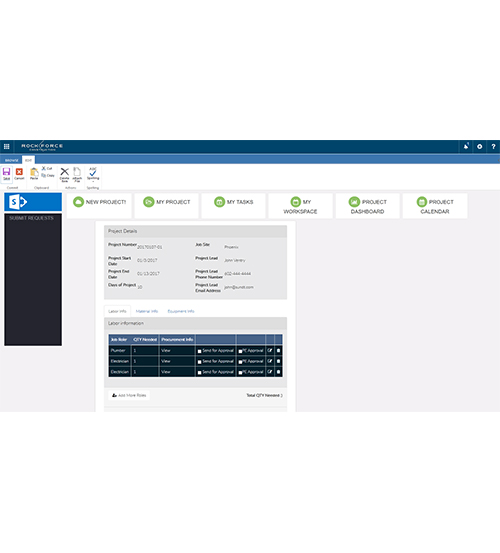 ROCKFORCE
CONSTRUCTION
BROWSE EDIT
Save Cancel Paste Cut Copy Delete Item Attach File Spelling
Commit Clipboard Actions Spelling
NEW PROJECT! MY PROJECT MY TASKS MY WORKSPACE PROJECT DASHBOARD PROJECT CALENDAR
SUBMIT REQUESTS
Project Details
Project Number 20170107-01 Job Site Phoenix
Project Start Date 01/3/2017 Project Lead John Ventry
Project End Date 01/13/2017 Project Lead Phone Number 602-444-4444
Days of Project 10 Project Lead Email Address
Labor Info Material Info Equipment Info
Labor Information
Job Role QTY Needed Procurement Info
Plumber 1 View Send for Approval PE Approval
Electrician 1 View Send for Approval PE Approval
Electrician 1 View Send for Approval PE Approval
Add More Roles Total QTY Needed: